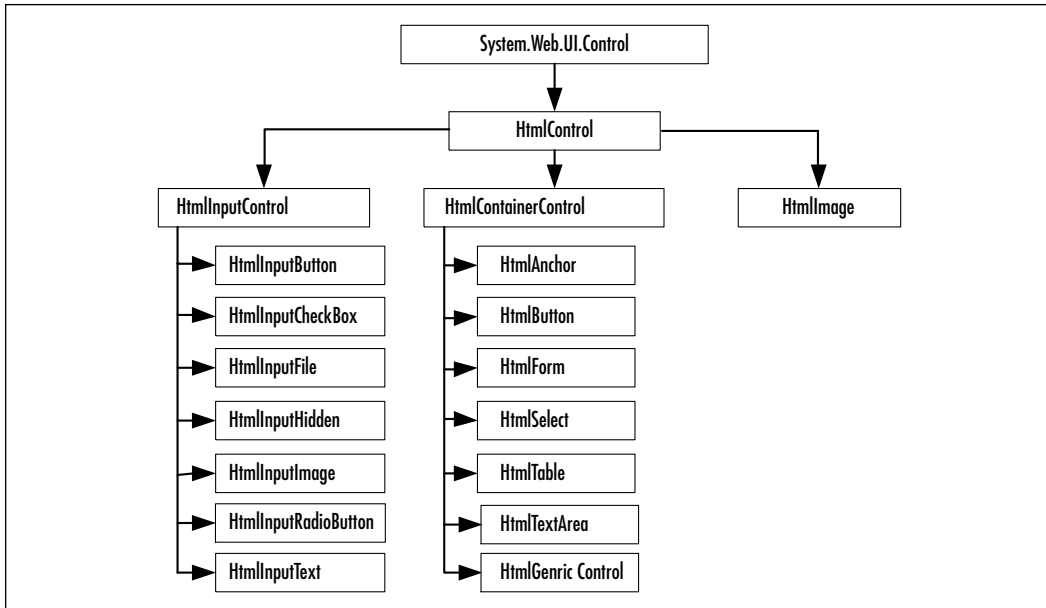 System.Web.UI.Control
HtmlControl
HtmlInputControl
HtmlContainerControl
HtmlImage
HtmlInputButton
HtmlInputCheckBox
HtmlInputFile
HtmlInputHidden
HtmlInputImage
HtmlInputRadioButton
HtmlInputText
HtmlAnchor
HtmlButton
HtmlForm
HtmlSelect
HtmlTable
HtmlTextArea
HtmlGenric Control